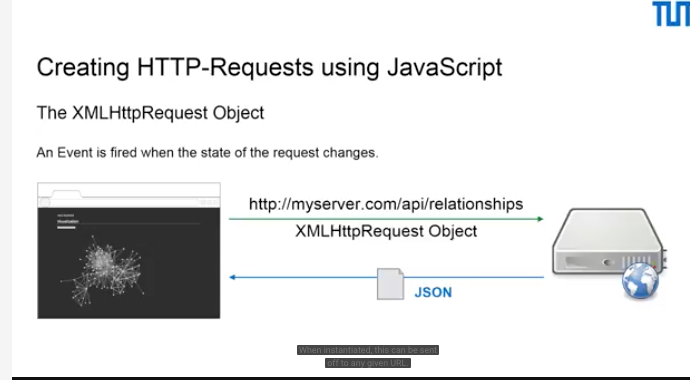 Creating HTTP-Requests using JavaScript
The XMLHttpRequest Object
An Event is fired when the state of the request changes.
http://myserver.com/api/relationships
XMLHttpRequest Object
JSON
When instantiated, this can be sent
off to any given URL.